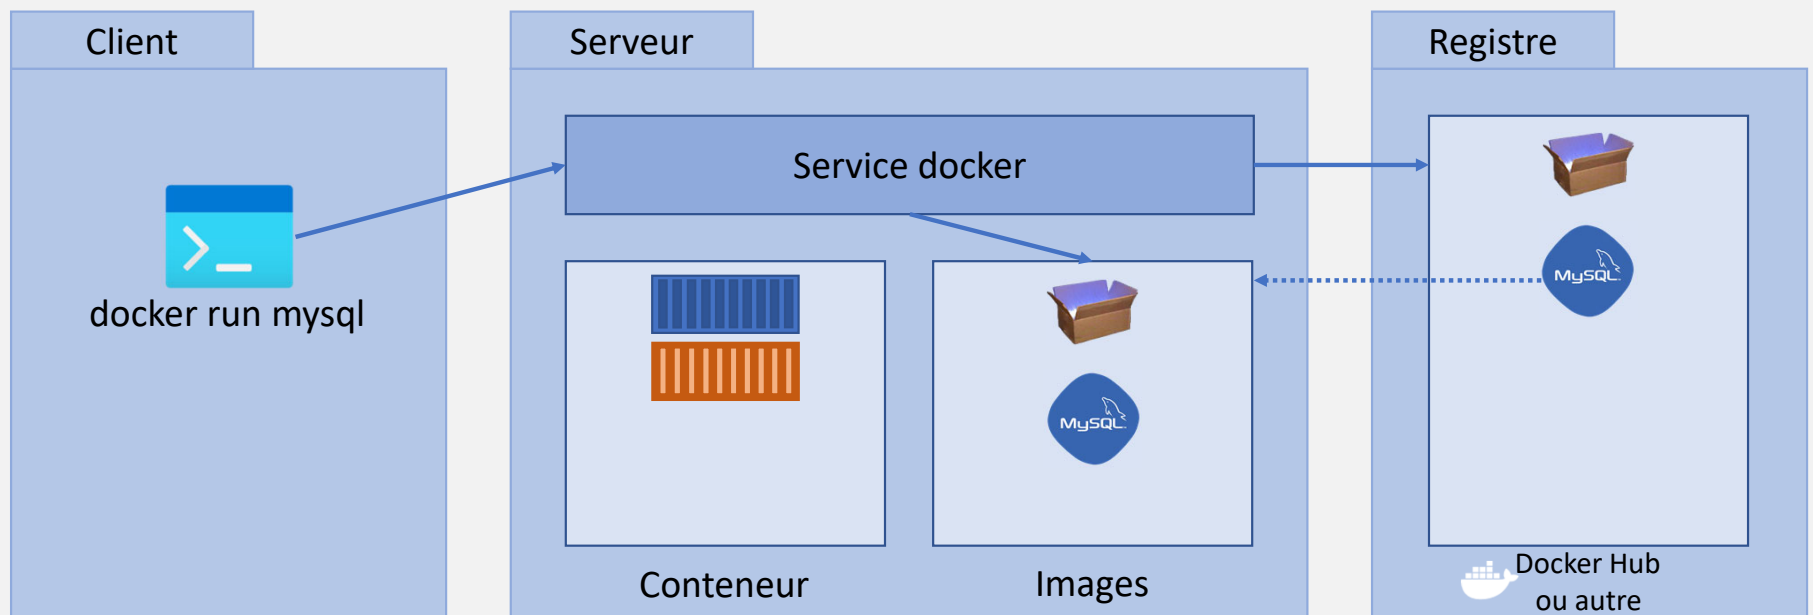 Client
Serveur
Registre
Service docker
>_
docker run mysql
MySQL
MySQL
Conteneur
Images
Docker Hub
ou autre